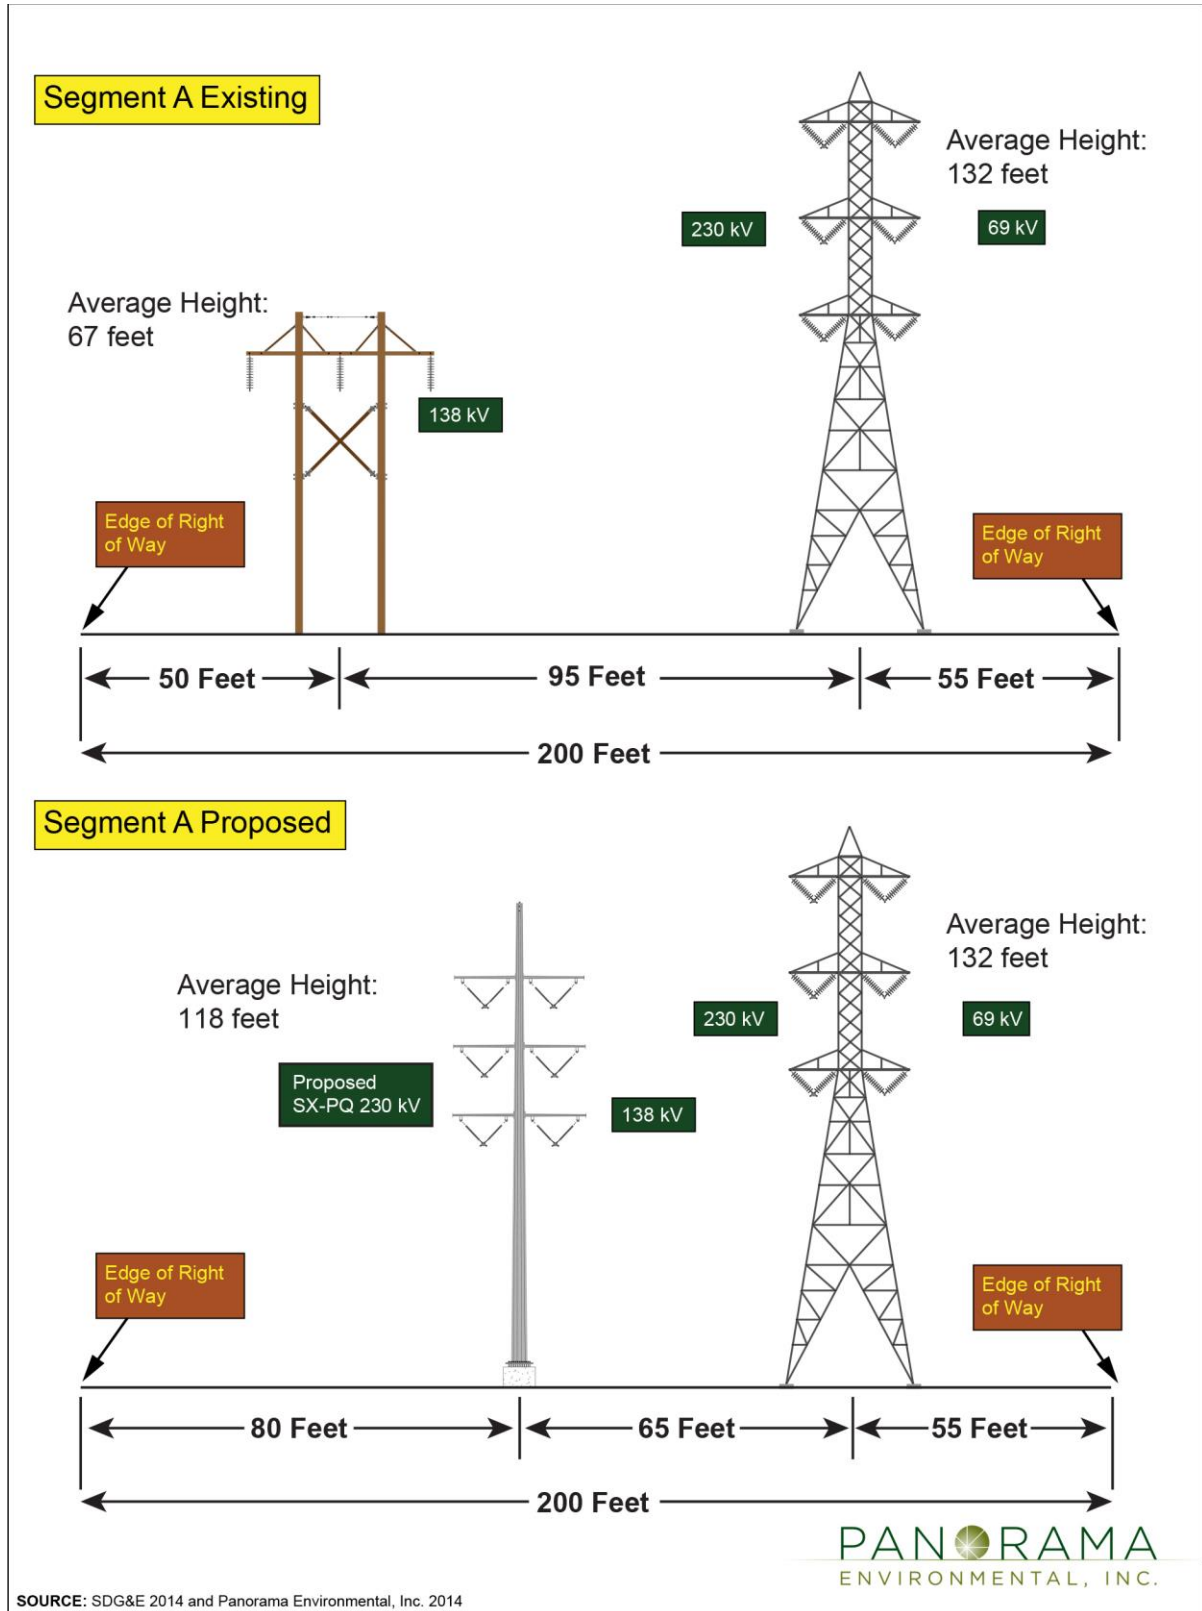 Segment A Existing
Average Height:
132 feet
230 kV
69 kV
Average Height:
67 feet
138 kV
Edge of Right
of Way
Edge of Right
of Way
50 Feet
95 Feet
55 Feet
200 Feet
Segment A Proposed
Average Height:
132 feet
Average Height:
118 feet
230 kV
69 kV
Proposed
SX-PQ 230 kV
138 kV
Edge of Right
of Way
Edge of Right
of Way
80 Feet
65 Feet
55 Feet
200 Feet
PANORAMA
ENVIRONMENTAL, INC.
SOURCE: SDG&E 2014 and Panorama Environmental, Inc. 2014